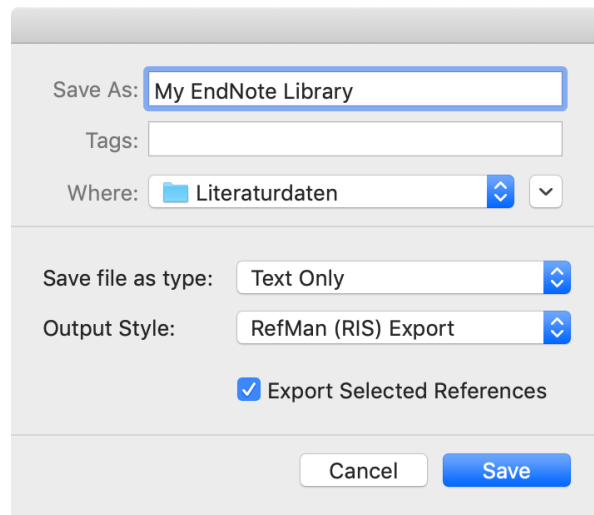 Save As: My EndNote Library
Tags:
Where: Literaturdaten
Save file as type: Text Only
Output Style: RefMan (RIS) Export
Export Selected References
Cancel Save